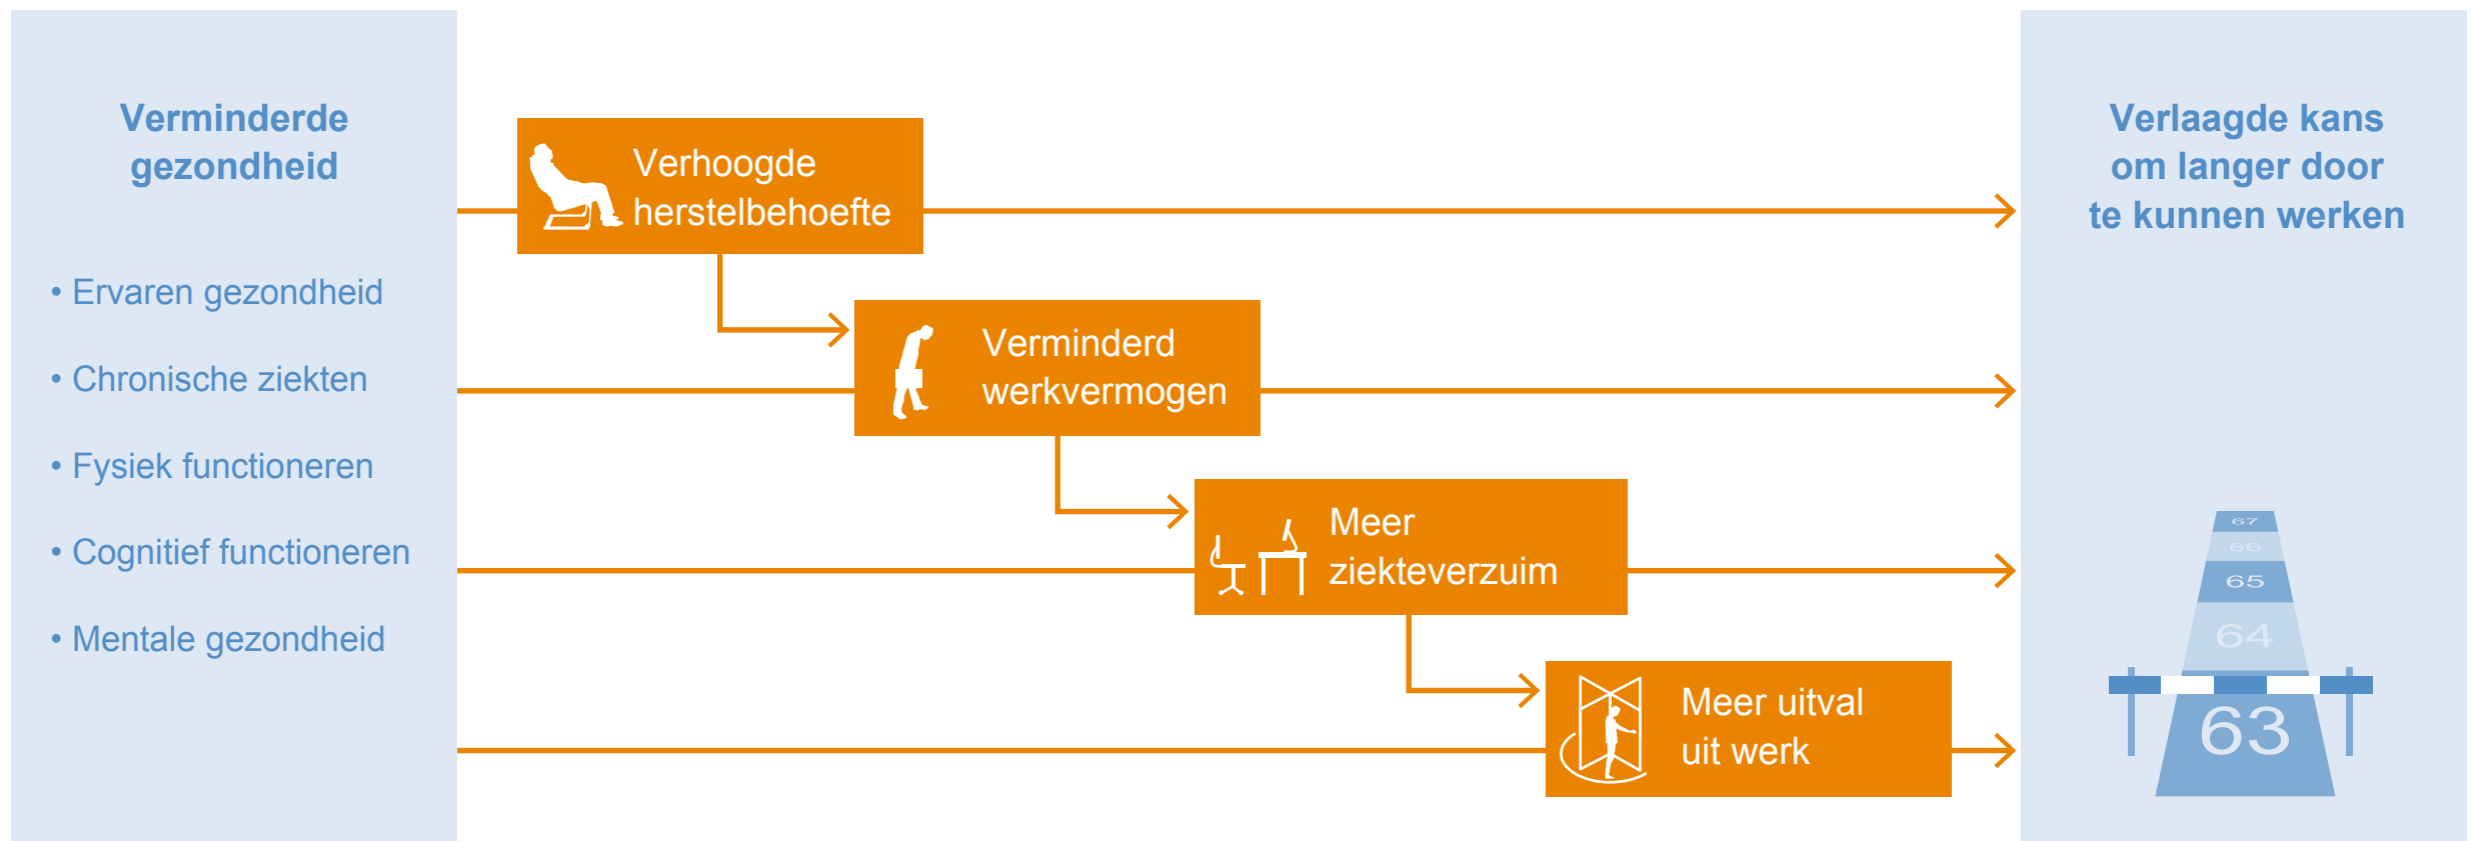 Verminderde
gezondheid
• Ervaren gezondheid
• Chronische ziekten
• Fysiek functioneren
• Cognitief functioneren
• Mentale gezondheid
Verhoogde
herstelbehoefte
Verminderd
werkvermogen
Meer
ziekteverzuim
Meer uitval
uit werk
Verlaagde kans
om langer door
te kunnen werken
67
66
65
64
63